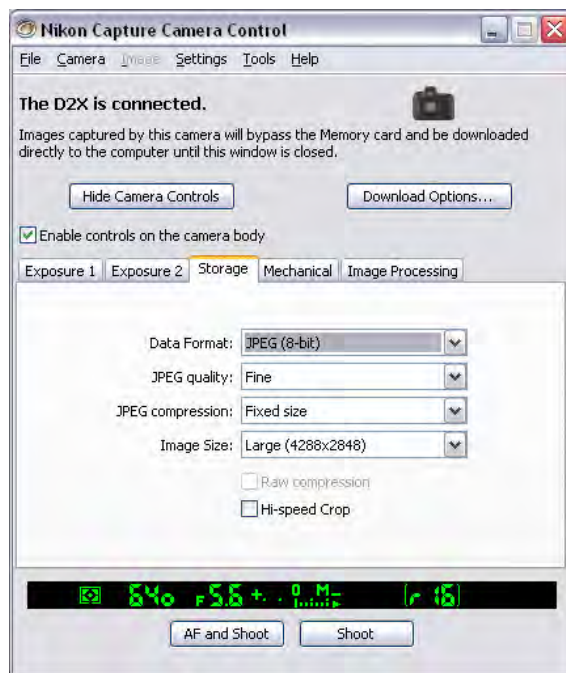 Nikon Capture Camera Control
File Camera Image Settings Tools Help
The D2X is connected.
Images captured by this camera will bypass the Memory card and be downloaded
directly to the computer until this window is closed.
Hide Camera Controls Download Options...
Enable controls on the camera body
Exposure 1 Exposure 2 Storage Mechanical Image Processing
Data Format: JPEG (8-bit)
JPEG quality: Fine
JPEG compression: Fixed size
Image Size: Large (4288x2848)
Raw compression
Hi-speed Crop
640 F5.6 +. . 0 M - (r 16)
AF and Shoot Shoot